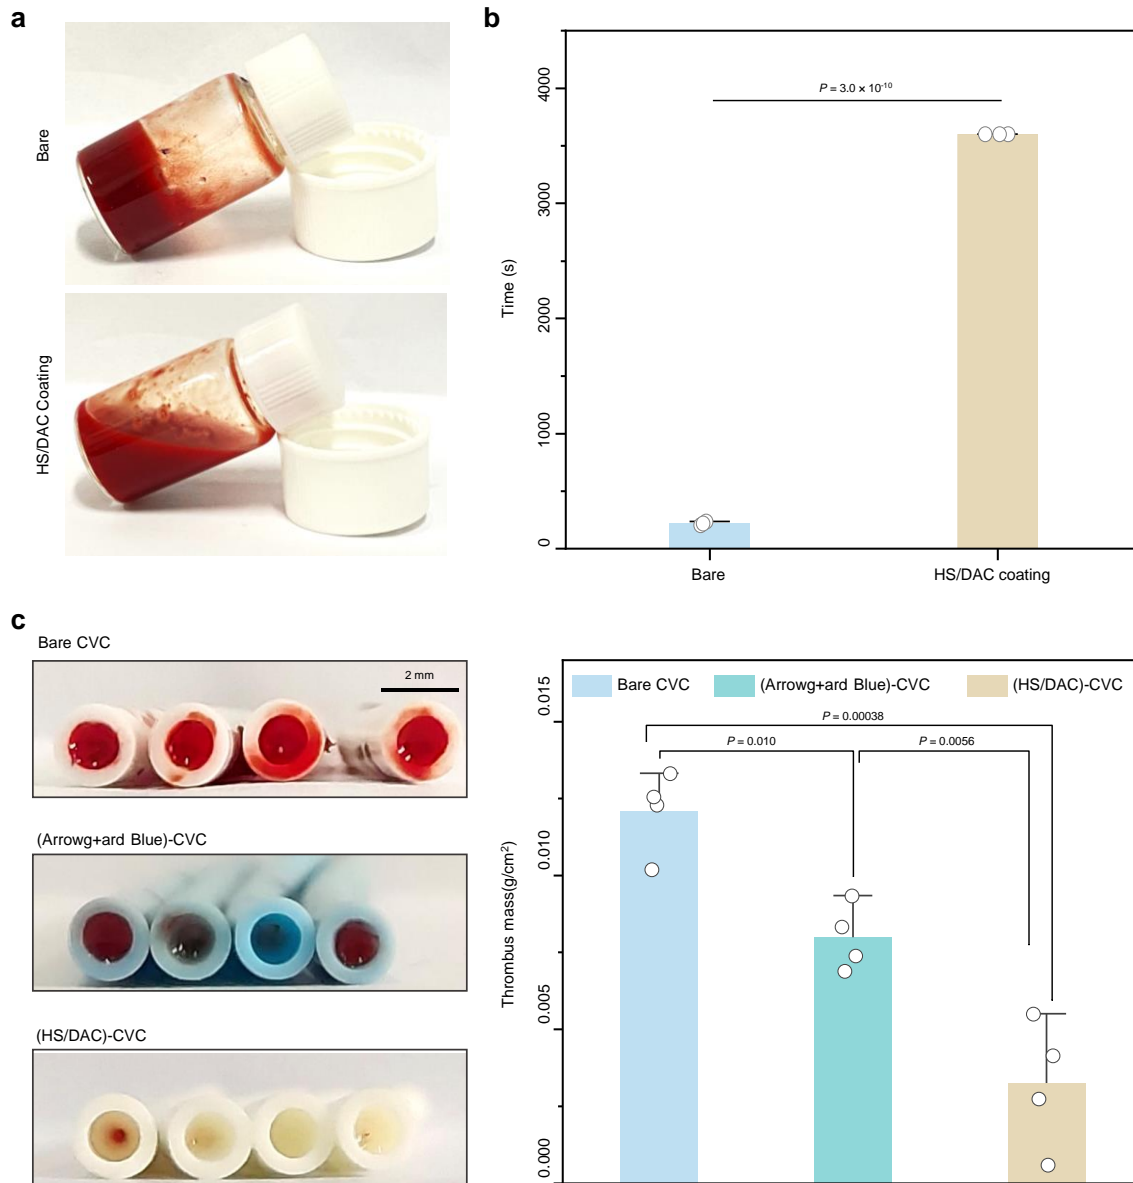 a
Bare
HS/DAC Coating
b
P = 3.0 × 10-10
4000
3000
2000
1000
0
Time (s)
Bare
HS/DAC coating
c
Bare CVC
2 mm
(Arrowg+ard Blue)-CVC
(HS/DAC)-CVC
Bare CVC
(Arrowg+ard Blue)-CVC
(HS/DAC)-CVC
P = 0.00038
P = 0.010
P = 0.0056
0.015
0.010
0.005
0.000
Thrombus mass(g/cm2)